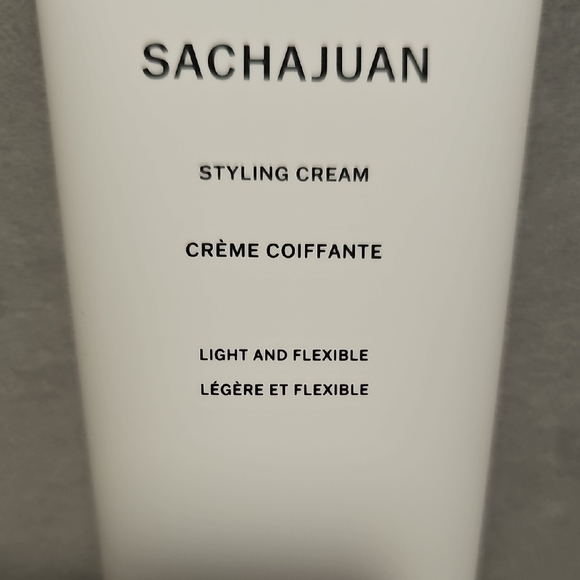 SACHAJUAN
STYLING CREAM
CRÈME COIFFANTE
LIGHT AND FLEXIBLE
LÉGÈRE ET FLEXIBLE